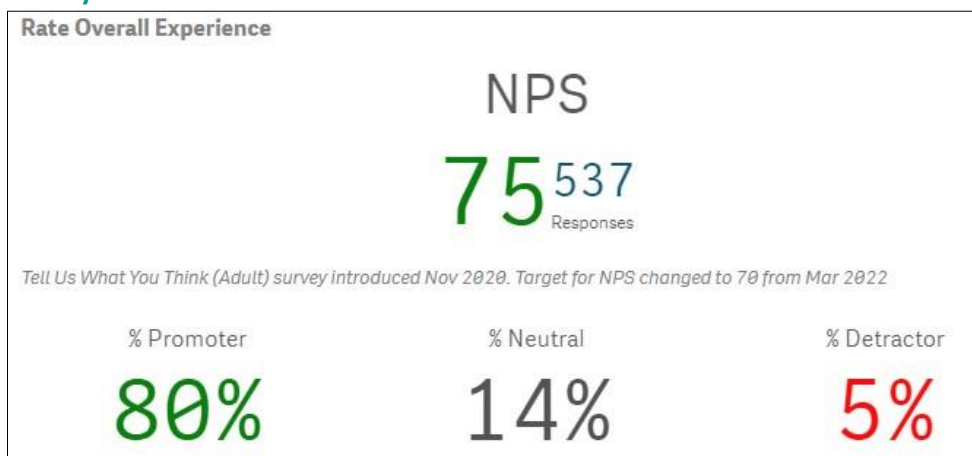 Rate Overall Experience
NPS
75 537
Responses
Tell Us What You Think (Adult) survey introduced Nov 2020. Target for NPS changed to 70 from Mar 2022
% Promoter % Neutral % Detractor
80% 14% 5%